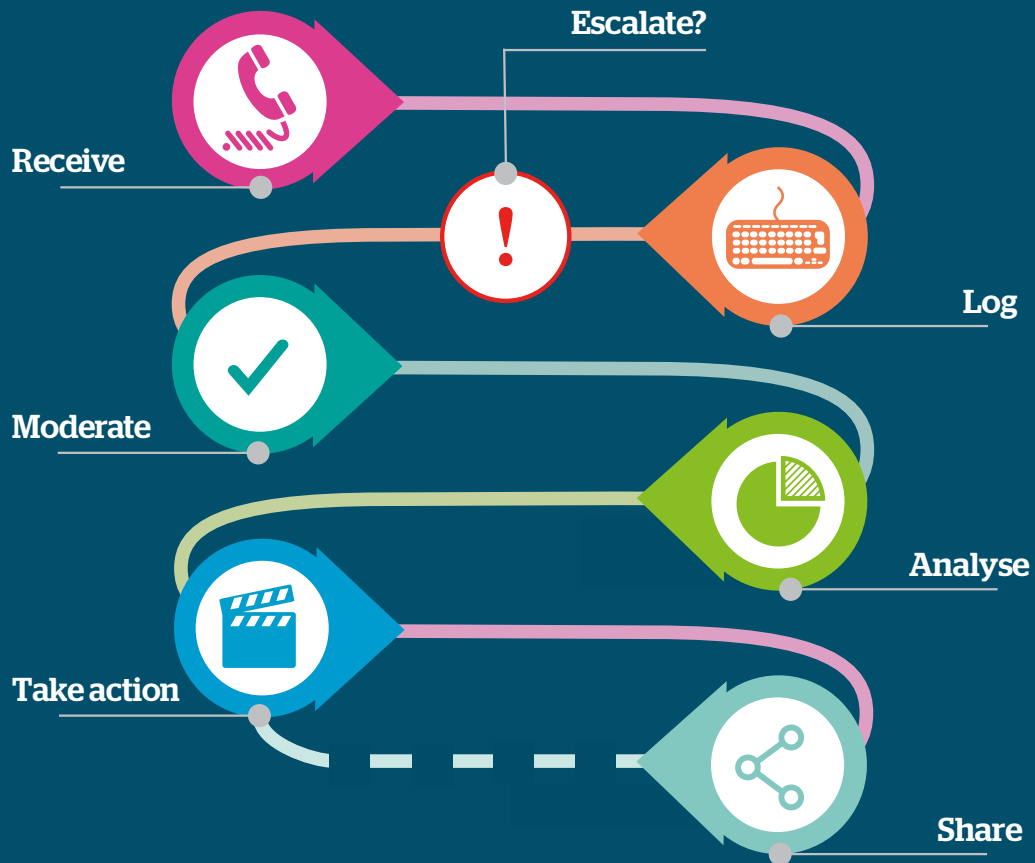 Escalate?
Receive
Log
Moderate
Analyse
Take action
Share